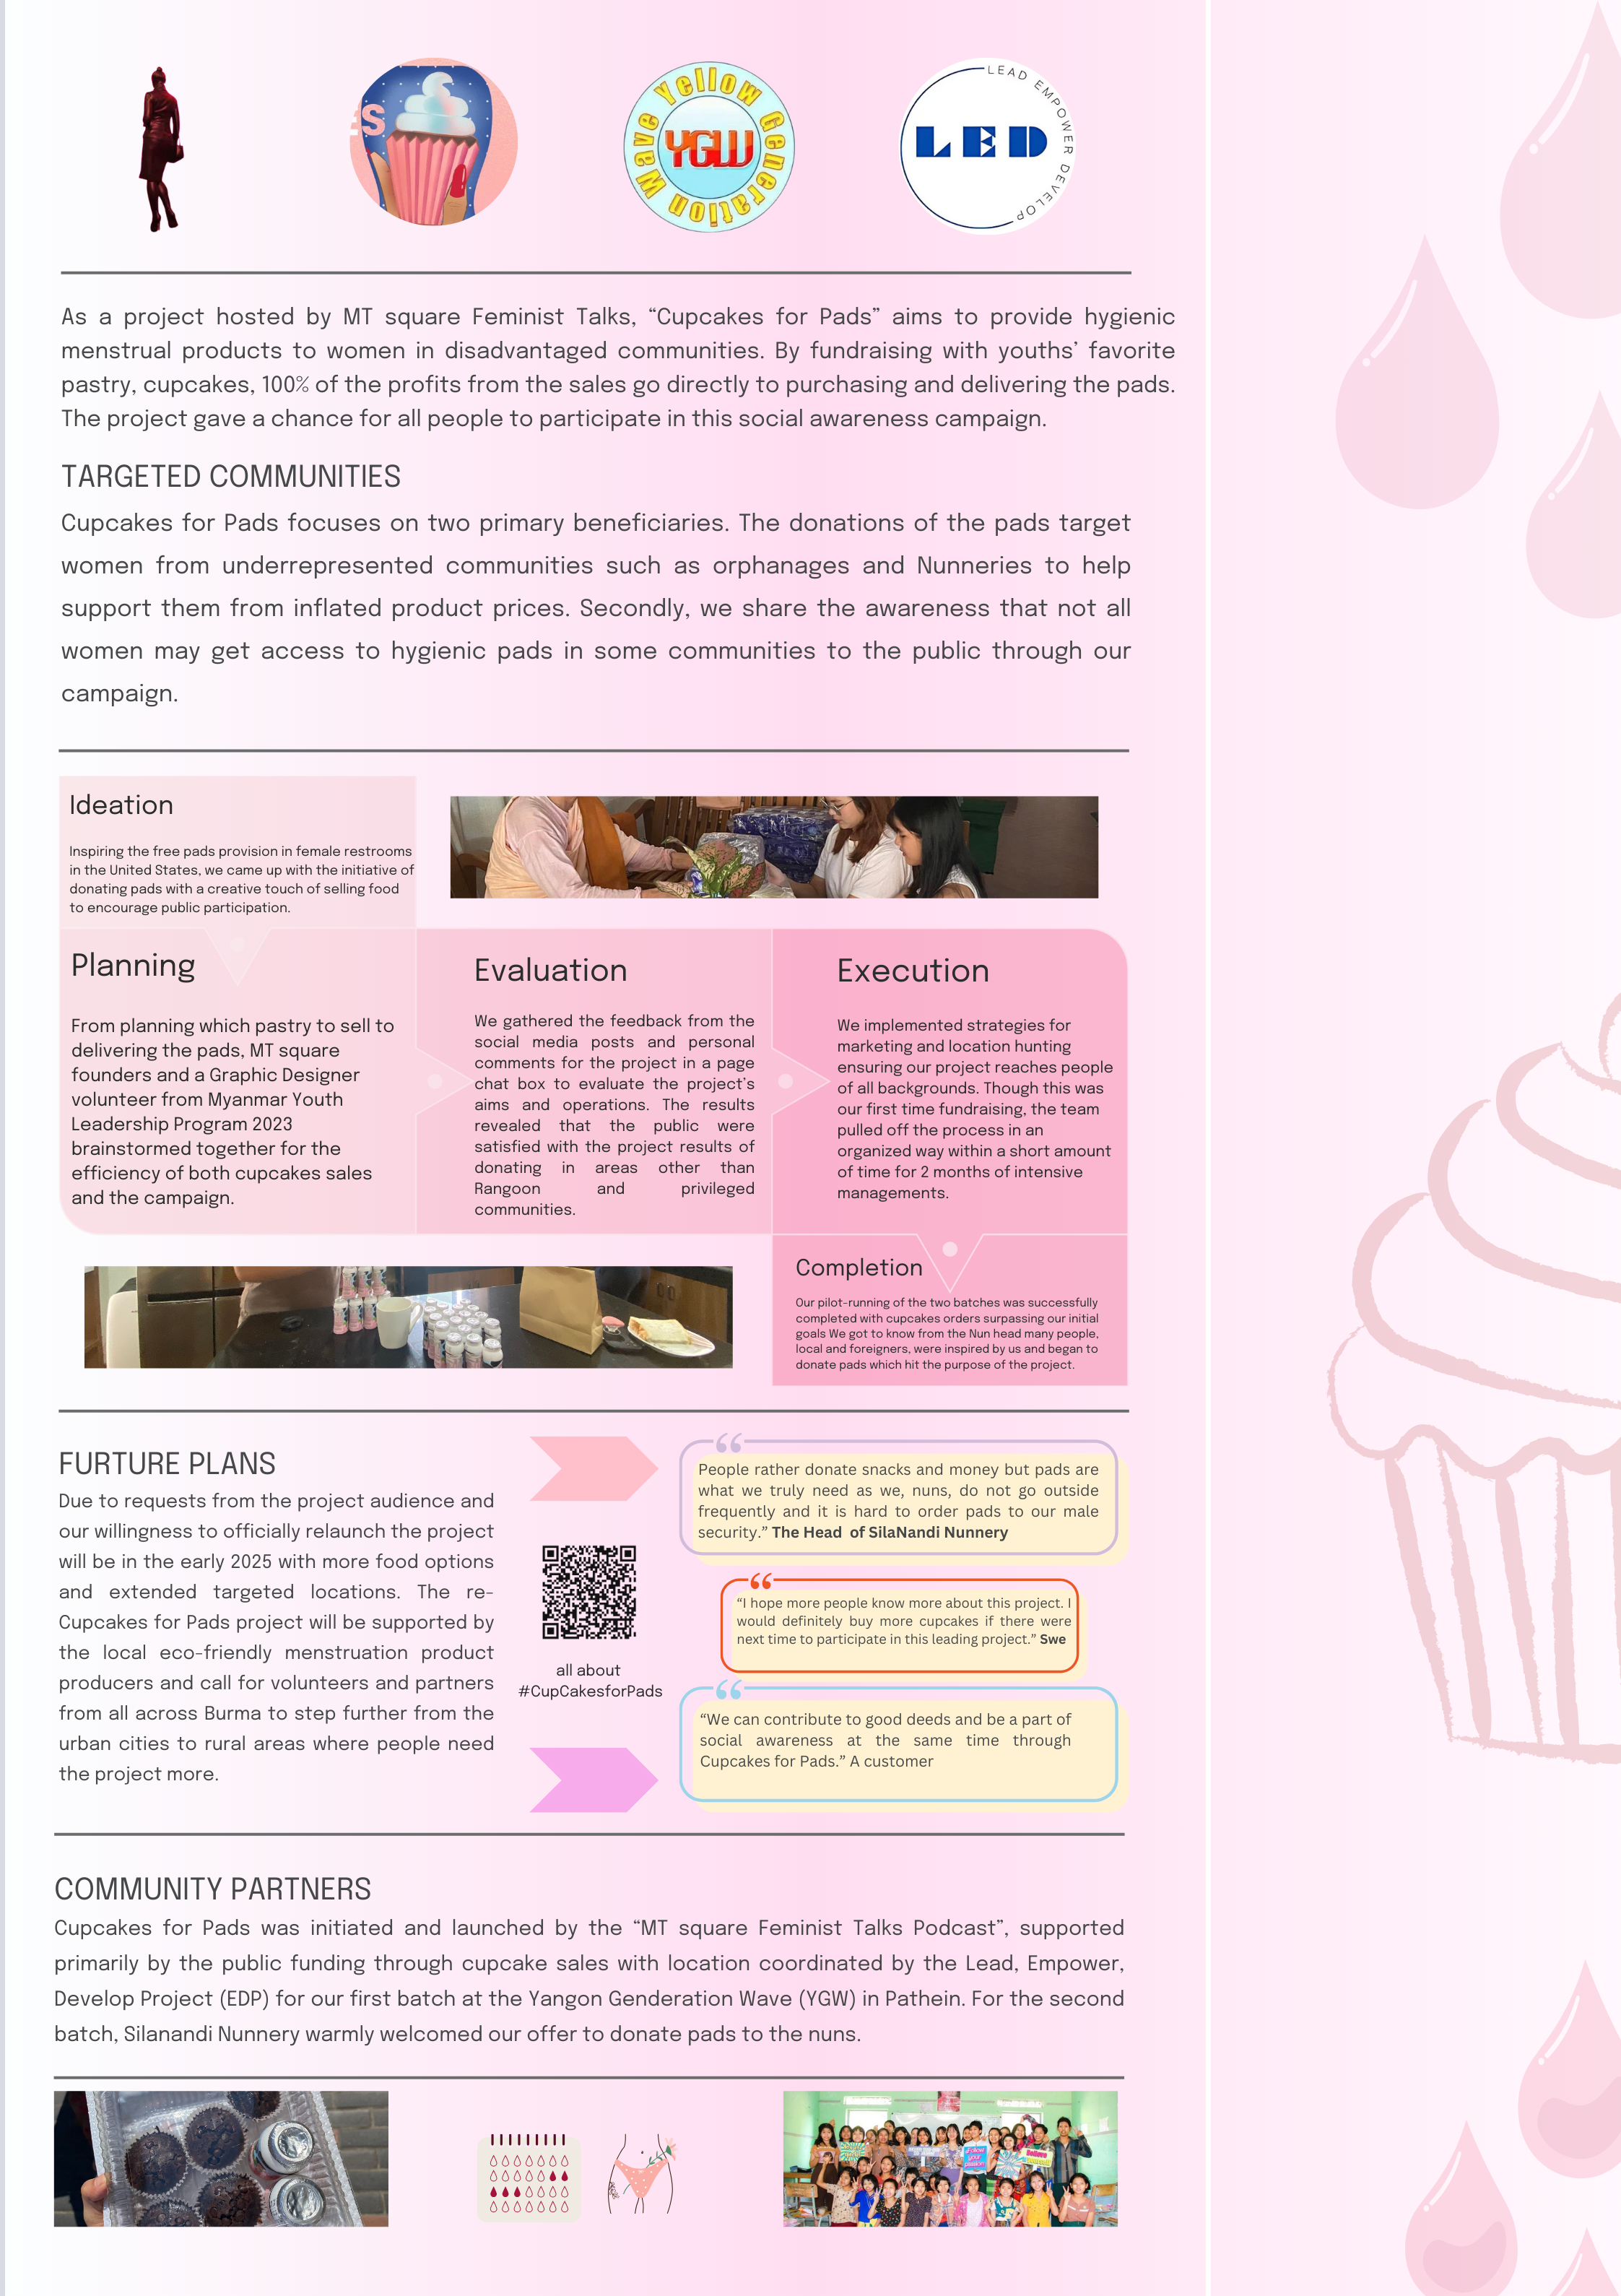 ES
Yellow Generation Wave
YGW
LEAD EMPOWER DEVELOP
LED
As a project hosted by MT square Feminist Talks, “Cupcakes for Pads” aims to provide hygienic
menstrual products to women in disadvantaged communities. By fundraising with youths’ favorite
pastry, cupcakes, 100% of the profits from the sales go directly to purchasing and delivering the pads.
The project gave a chance for all people to participate in this social awareness campaign.
TARGETED COMMUNITIES
Cupcakes for Pads focuses on two primary beneficiaries. The donations of the pads target
women from underrepresented communities such as orphanages and Nunneries to help
support them from inflated product prices. Secondly, we share the awareness that not all
women may get access to hygienic pads in some communities to the public through our
campaign.
Ideation
Inspiring the free pads provision in female restrooms
in the United States, we came up with the initiative of
donating pads with a creative touch of selling food
to encourage public participation.
Planning
From planning which pastry to sell to
delivering the pads, MT square
founders and a Graphic Designer
volunteer from Myanmar Youth
Leadership Program 2023
brainstormed together for the
efficiency of both cupcakes sales
and the campaign.
Evaluation
We gathered the feedback from the
social media posts and personal
comments for the project in a page
chat box to evaluate the project’s
aims and operations. The results
revealed that the public were
satisfied with the project results of
donating in areas other than
Rangoon and privileged
communities.
Execution
We implemented strategies for
marketing and location hunting
ensuring our project reaches people
of all backgrounds. Though this was
our first time fundraising, the team
pulled off the process in an
organized way within a short amount
of time for 2 months of intensive
managements.
Completion
Our pilot-running of the two batches was successfully
completed with cupcakes orders surpassing our initial
goals We got to know from the Nun head many people,
local and foreigners, were inspired by us and began to
donate pads which hit the purpose of the project.
FURTURE PLANS
Due to requests from the project audience and
our willingness to officially relaunch the project
will be in the early 2025 with more food options
and extended targeted locations. The re-
Cupcakes for Pads project will be supported by
the local eco-friendly menstruation product
producers and call for volunteers and partners
from all across Burma to step further from the
urban cities to rural areas where people need
the project more.
all about
#CupCakesforPads
“
People rather donate snacks and money but pads are
what we truly need as we, nuns, do not go outside
frequently and it is hard to order pads to our male
security.” The Head of SilaNandi Nunnery
“
“I hope more people know more about this project. I
would definitely buy more cupcakes if there were
next time to participate in this leading project.” Swe
“
“We can contribute to good deeds and be a part of
social awareness at the same time through
Cupcakes for Pads.” A customer
COMMUNITY PARTNERS
Cupcakes for Pads was initiated and launched by the “MT square Feminist Talks Podcast”, supported
primarily by the public funding through cupcake sales with location coordinated by the Lead, Empower,
Develop Project (EDP) for our first batch at the Yangon Genderation Wave (YGW) in Pathein. For the second
batch, Silanandi Nunnery warmly welcomed our offer to donate pads to the nuns.